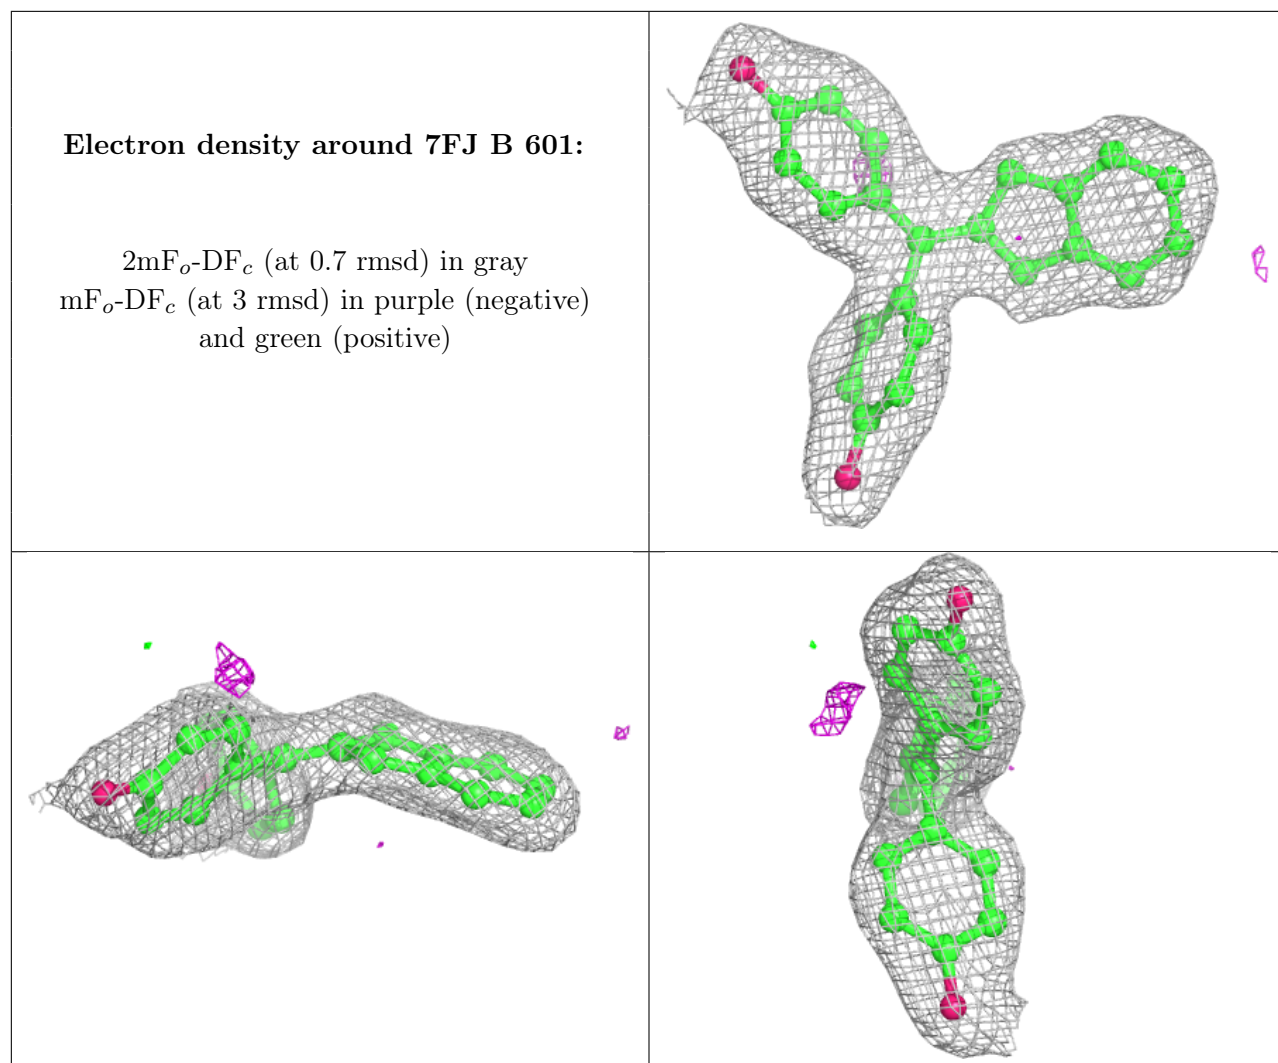 Electron density around 7FJ B 601:
2mFₒ-DF𝒸 (at 0.7 rmsd) in gray
mFₒ-DF𝒸 (at 3 rmsd) in purple (negative)
and green (positive)